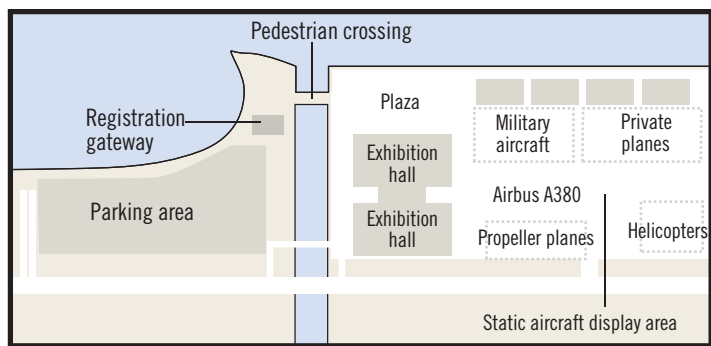 Pedestrian crossing
Registration
gateway
Plaza
Military
aircraft
Private
planes
Exhibition
hall
Airbus A380
Parking area
Exhibition
hall
Propeller planes
Helicopters
Static aircraft display area